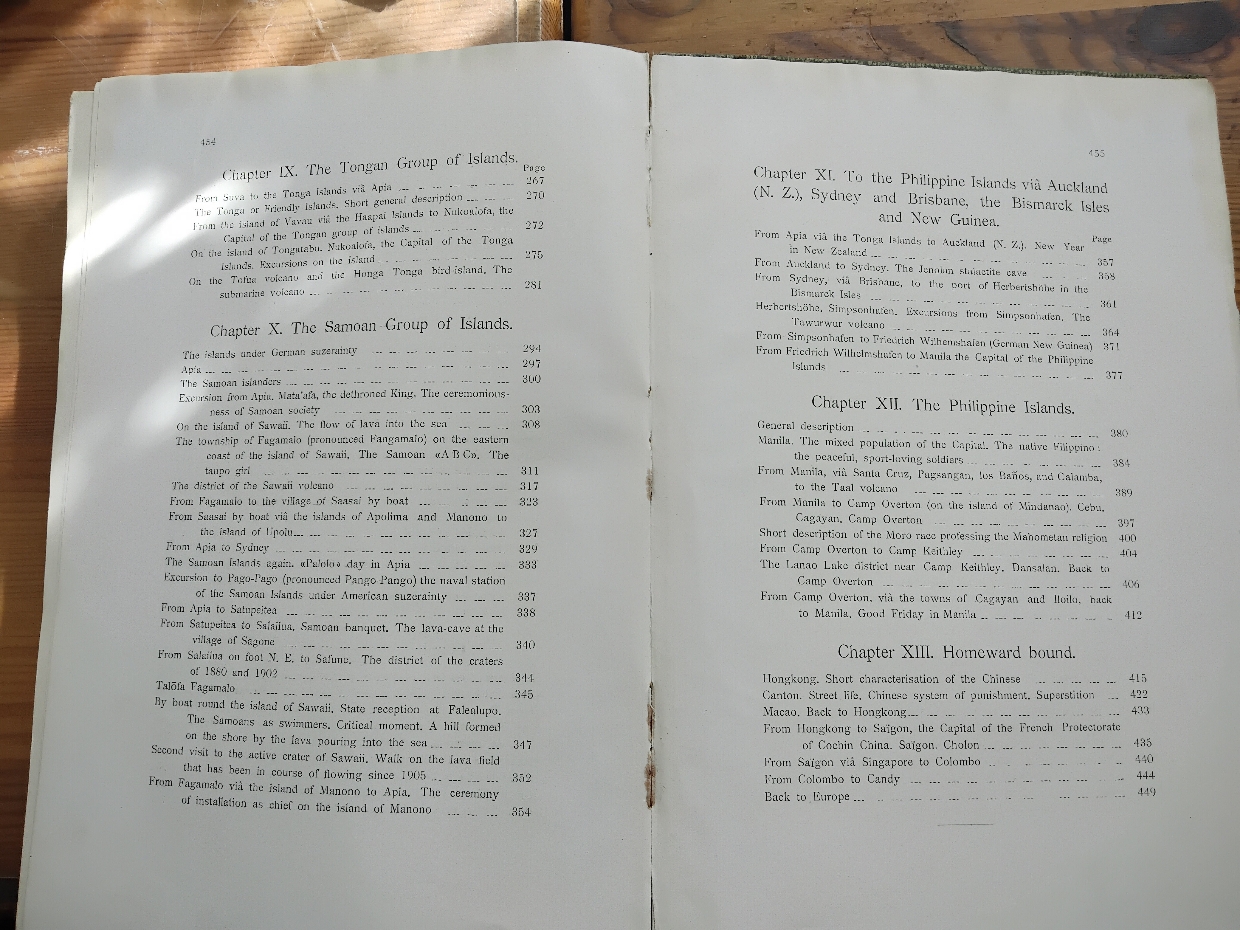 454
Chapter IX. The Tongan Group of Islands.
Page
From Suva to the Tonga Islands viâ Apia 267
The Tonga or Friendly Islands. Short general description 270
From the island of Vavau viâ the Haapai Islands to Nukoalofa, the
Capital of the Tongan group of islands 272
On the island of Tongatabu. Nukoalofa, the Capital of the Tonga
Islands. Excursions on the island 275
On the Tofua volcano and the Honga Tonga bird-island. The
submarine volcano 281
Chapter X. The Samoan-Group of Islands.
The islands under German suzerainty 294
Apia 297
The Samoan islanders 300
Excursion from Apia. Mata'afa, the dethroned King. The ceremonious-
ness of Samoan society 303
On the island of Sawaii. The flow of lava into the sea 308
The township of Fagamalo (pronounced Fangamalo) on the eastern
coast of the island of Sawaii. The Samoan «A B C». The
taupo girl 311
The district of the Sawaii volcano 317
From Fagamalo to the village of Saasai by boat 323
From Saasai by boat viâ the islands of Apolima and Manono to
the island of Upolu 327
From Apia to Sydney 329
The Samoan Islands again. «Palolo» day in Apia 333
Excursion to Pago-Pago (pronounced Pango Pango) the naval station
of the Samoan Islands under American suzerainty 337
From Apia to Satupeitea 338
From Satupeitea to Salailua. Samoan banquet. The lava-cave at the
village of Sagone 340
From Salailua on foot N. E. to Safune. The district of the craters
of 1880 and 1902 344
Talōfa Fagamalo 345
By boat round the island of Sawaii. State reception at Falealupo.
The Samoans as swimmers. Critical moment. A hill formed
on the shore by the lava pouring into the sea 347
Second visit to the active crater of Sawaii. Walk on the lava field
that has been in course of flowing since 1905 352
From Fagamalo viâ the island of Manono to Apia. The ceremony
of installation as chief on the island of Manono 354
455
Chapter XI. To the Philippine Islands viâ Auckland
(N. Z.), Sydney and Brisbane, the Bismarck Isles
and New Guinea.
Page
From Apia viâ the Tonga Islands to Auckland (N. Z.). New Year
in New Zealand 357
From Auckland to Sydney. The Jenolan stalactite cave 358
From Sydney, viâ Brisbane, to the port of Herbertshöhe in the
Bismarck Isles 361
Herbertshöhe, Simpsonhafen. Excursions from Simpsonhafen. The
Tawurwur volcano 364
From Simpsonhafen to Friedrich Wilhemshafen (German New Guinea) 371
From Friedrich Wilhelmshafen to Manila the Capital of the Philippine
Islands 377
Chapter XII. The Philippine Islands.
General description 380
Manila. The mixed population of the Capital. The native Filippino:
the peaceful, sport-loving soldiers 384
From Manila, viâ Santa Cruz, Pagsangan, los Baños, and Calamba,
to the Taal volcano 389
From Manila to Camp Overton (on the island of Mindanao). Cebu,
Cagayan, Camp Overton 397
Short description of the Moro race professing the Mahometan religion 400
From Camp Overton to Camp Keithley 404
The Lanao Lake district near Camp Keithley. Dansalan. Back to
Camp Overton 406
From Camp Overton, viâ the towns of Cagayan and Iloilo, back
to Manila, Good Friday in Manila 412
Chapter XIII. Homeward bound.
Hongkong. Short characterisation of the Chinese 415
Canton. Street life. Chinese system of punishment. Superstition 422
Macao. Back to Hongkong 433
From Hongkong to Saïgon, the Capital of the French Protectorate
of Cochin China. Saïgon. Cholon 435
From Saïgon viâ Singapore to Colombo 440
From Colombo to Candy 444
Back to Europe 449